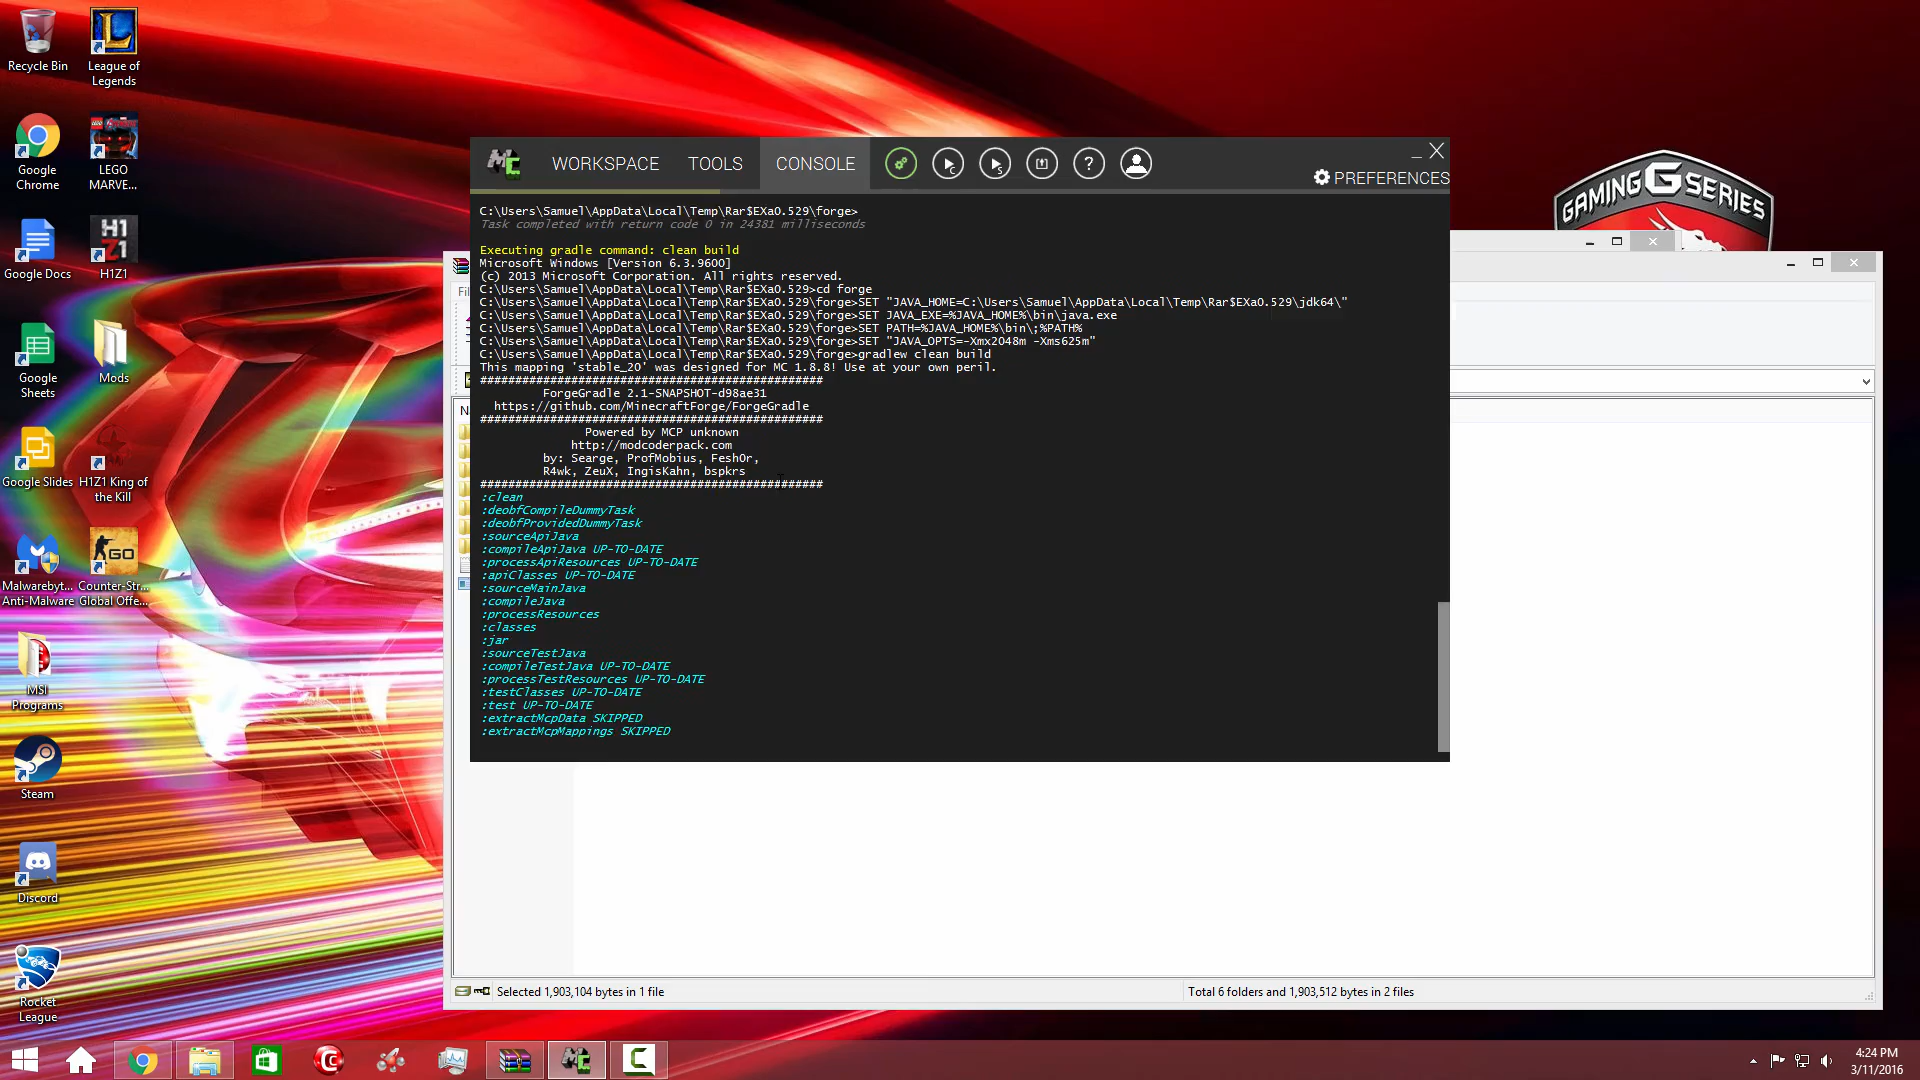 Recycle Bin
League of
Legends
Google
Chrome
LEGO
MARVE...
Google Docs
H1Z1
Google
Sheets
Mods
Google Slides
H1Z1 King of
the Kill
Malwarebyt...
Anti-Malware
Counter-Str...
Global Offe...
MSI
Programs
Steam
Discord
Rocket
League
GAMING G SERIES
WORKSPACE
TOOLS
CONSOLE
PREFERENCES
C:\Users\Samuel\AppData\Local\Temp\Rar$EXa0.529\forge>
Task completed with return code 0 in 24381 milliseconds
Executing gradle command: clean build
Microsoft Windows [Version 6.3.9600]
(c) 2013 Microsoft Corporation. All rights reserved.
C:\Users\Samuel\AppData\Local\Temp\Rar$EXa0.529>cd forge
C:\Users\Samuel\AppData\Local\Temp\Rar$EXa0.529\forge>SET "JAVA_HOME=C:\Users\Samuel\AppData\Local\Temp\Rar$EXa0.529\jdk64\"
C:\Users\Samuel\AppData\Local\Temp\Rar$EXa0.529\forge>SET JAVA_EXE=%JAVA_HOME%\bin\java.exe
C:\Users\Samuel\AppData\Local\Temp\Rar$EXa0.529\forge>SET PATH=%JAVA_HOME%\bin\;%PATH%
C:\Users\Samuel\AppData\Local\Temp\Rar$EXa0.529\forge>SET "JAVA_OPTS=-Xmx2048m -Xms625m"
C:\Users\Samuel\AppData\Local\Temp\Rar$EXa0.529\forge>gradlew clean build
This mapping 'stable_20' was designed for MC 1.8.8! Use at your own peril.
#################################################
ForgeGradle 2.1-SNAPSHOT-d98ae31
https://github.com/MinecraftForge/ForgeGradle
#################################################
Powered by MCP unknown
http://modcoderpack.com
by: Searge, ProfMobius, Fesh0r,
R4wk, ZeuX, IngisKahn, bspkrs
#################################################
:clean
:deobfCompileDummyTask
:deobfProvidedDummyTask
:sourceApiJava
:compileApiJava UP-TO-DATE
:processApiResources UP-TO-DATE
:apiClasses UP-TO-DATE
:sourceMainJava
:compileJava
:processResources
:classes
:jar
:sourceTestJava
:compileTestJava UP-TO-DATE
:processTestResources UP-TO-DATE
:testClasses UP-TO-DATE
:test UP-TO-DATE
:extractMcpData SKIPPED
:extractMcpMappings SKIPPED
Selected 1,903,104 bytes in 1 file
Total 6 folders and 1,903,512 bytes in 2 files
4:24 PM
3/11/2016